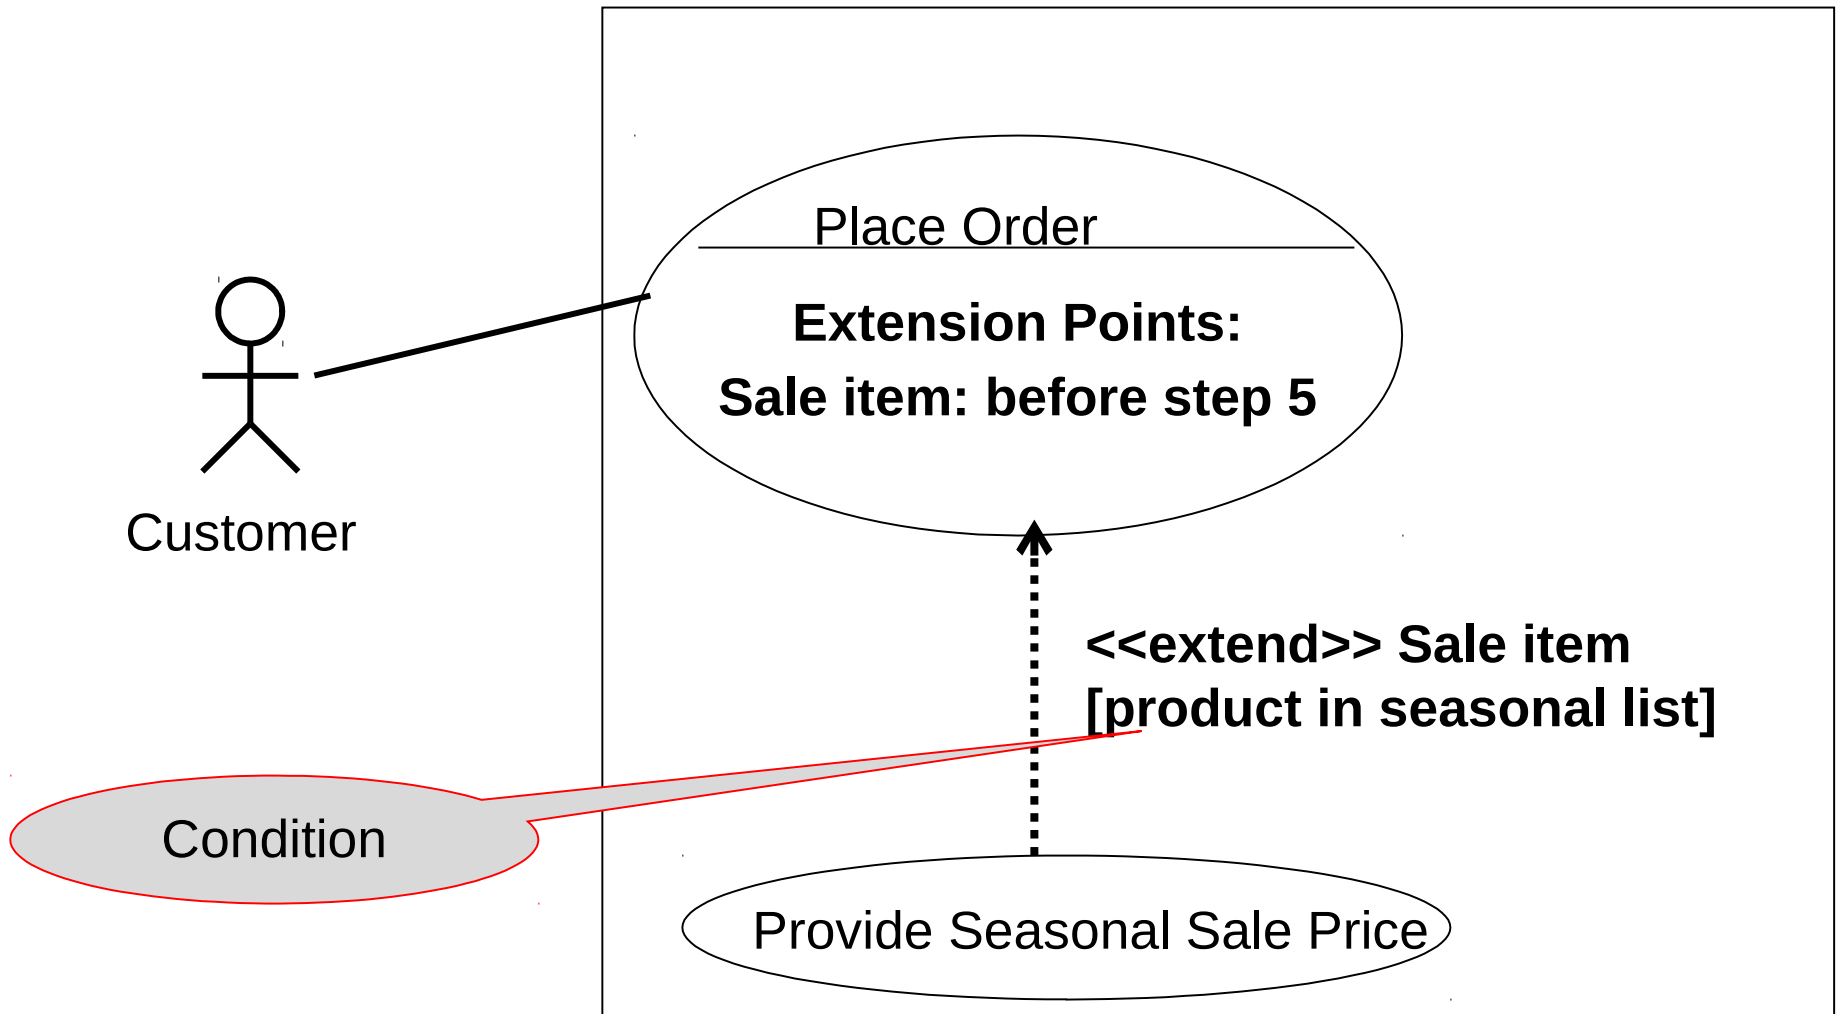 Place Order
Extension Points:
Sale item: before step 5
Customer
<<extend>> Sale item
[product in seasonal list]
Condition
Provide Seasonal Sale Price